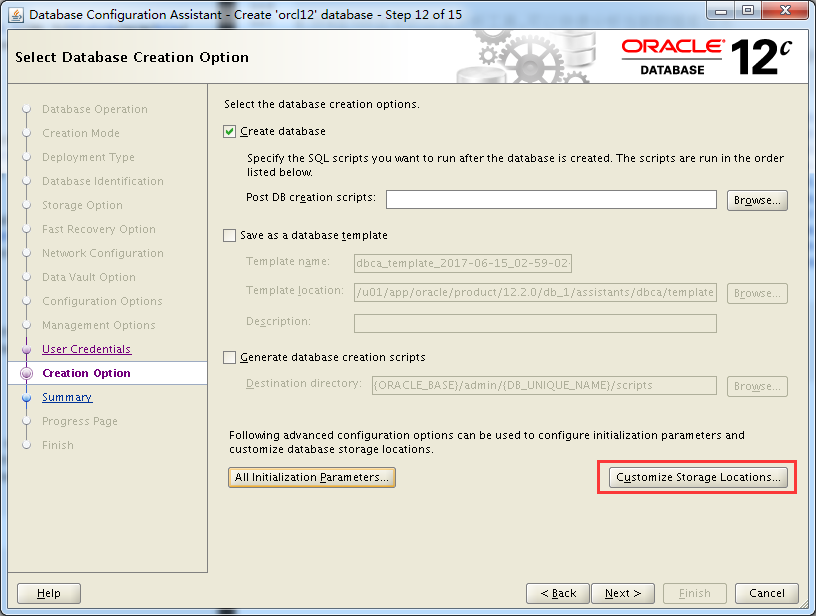 Database Configuration Assistant - Create 'orcl12' database - Step 12 of 15
Select Database Creation Option
ORACLE®
DATABASE
12c
Database Operation
Creation Mode
Deployment Type
Database Identification
Storage Option
Fast Recovery Option
Network Configuration
Data Vault Option
Configuration Options
Management Options
User Credentials
Creation Option
Summary
Progress Page
Finish
Select the database creation options.
Create database
Specify the SQL scripts you want to run after the database is created. The scripts are run in the order
listed below.
Post DB creation scripts:
Browse...
Save as a database template
Template name: dbca_template_2017-06-15_02-59-02-
Template location: /u01/app/oracle/product/12.2.0/db_1/assistants/dbca/template
Browse...
Description:
Generate database creation scripts
Destination directory: {ORACLE_BASE}/admin/{DB_UNIQUE_NAME}/scripts
Browse...
Following advanced configuration options can be used to configure initialization parameters and
customize database storage locations.
All Initialization Parameters...
Customize Storage Locations...
Help
< Back
Next >
Finish
Cancel